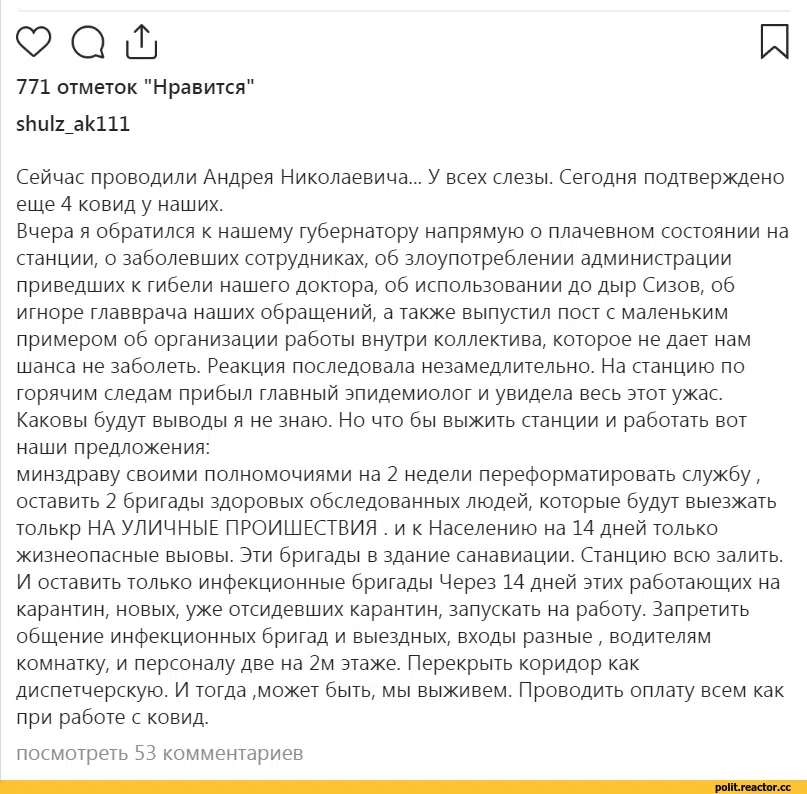 771 отметок "Нравится"
shulz_ak111
Сейчас проводили Андрея Николаевича... У всех слезы. Сегодня подтверждено
еще 4 ковид у наших.
Вчера я обратился к нашему губернатору напрямую о плачевном состоянии на
станции, о заболевших сотрудниках, об злоупотреблении администрации
приведших к гибели нашего доктора, об использовании до дыр Сизов, об
игноре главврача наших обращений, а также выпустил пост с маленьким
примером об организации работы внутри коллектива, которое не дает нам
шанса не заболеть. Реакция последовала незамедлительно. На станцию по
горячим следам прибыл главный эпидемиолог и увидела весь этот ужас.
Каковы будут выводы я не знаю. Но что бы выжить станции и работать вот
наши предложения:
минздраву своими полномочиями на 2 недели переформатировать службу ,
оставить 2 бригады здоровых обследованных людей, которые будут выезжать
толькр НА УЛИЧНЫЕ ПРОИШЕСТВИЯ . и к Населению на 14 дней только
жизнеопасные выовы. Эти бригады в здание санавиации. Станцию всю залить.
И оставить только инфекционные бригады Через 14 дней этих работающих на
карантин, новых, уже отсидевших карантин, запускать на работу. Запретить
общение инфекционных бригад и выездных, входы разные , водителям
комнатку, и персоналу две на 2м этаже. Перекрыть коридор как
диспетчерскую. И тогда ,может быть, мы выживем. Проводить оплату всем как
при работе с ковид.
посмотреть 53 комментариев
polit.reactor.cc